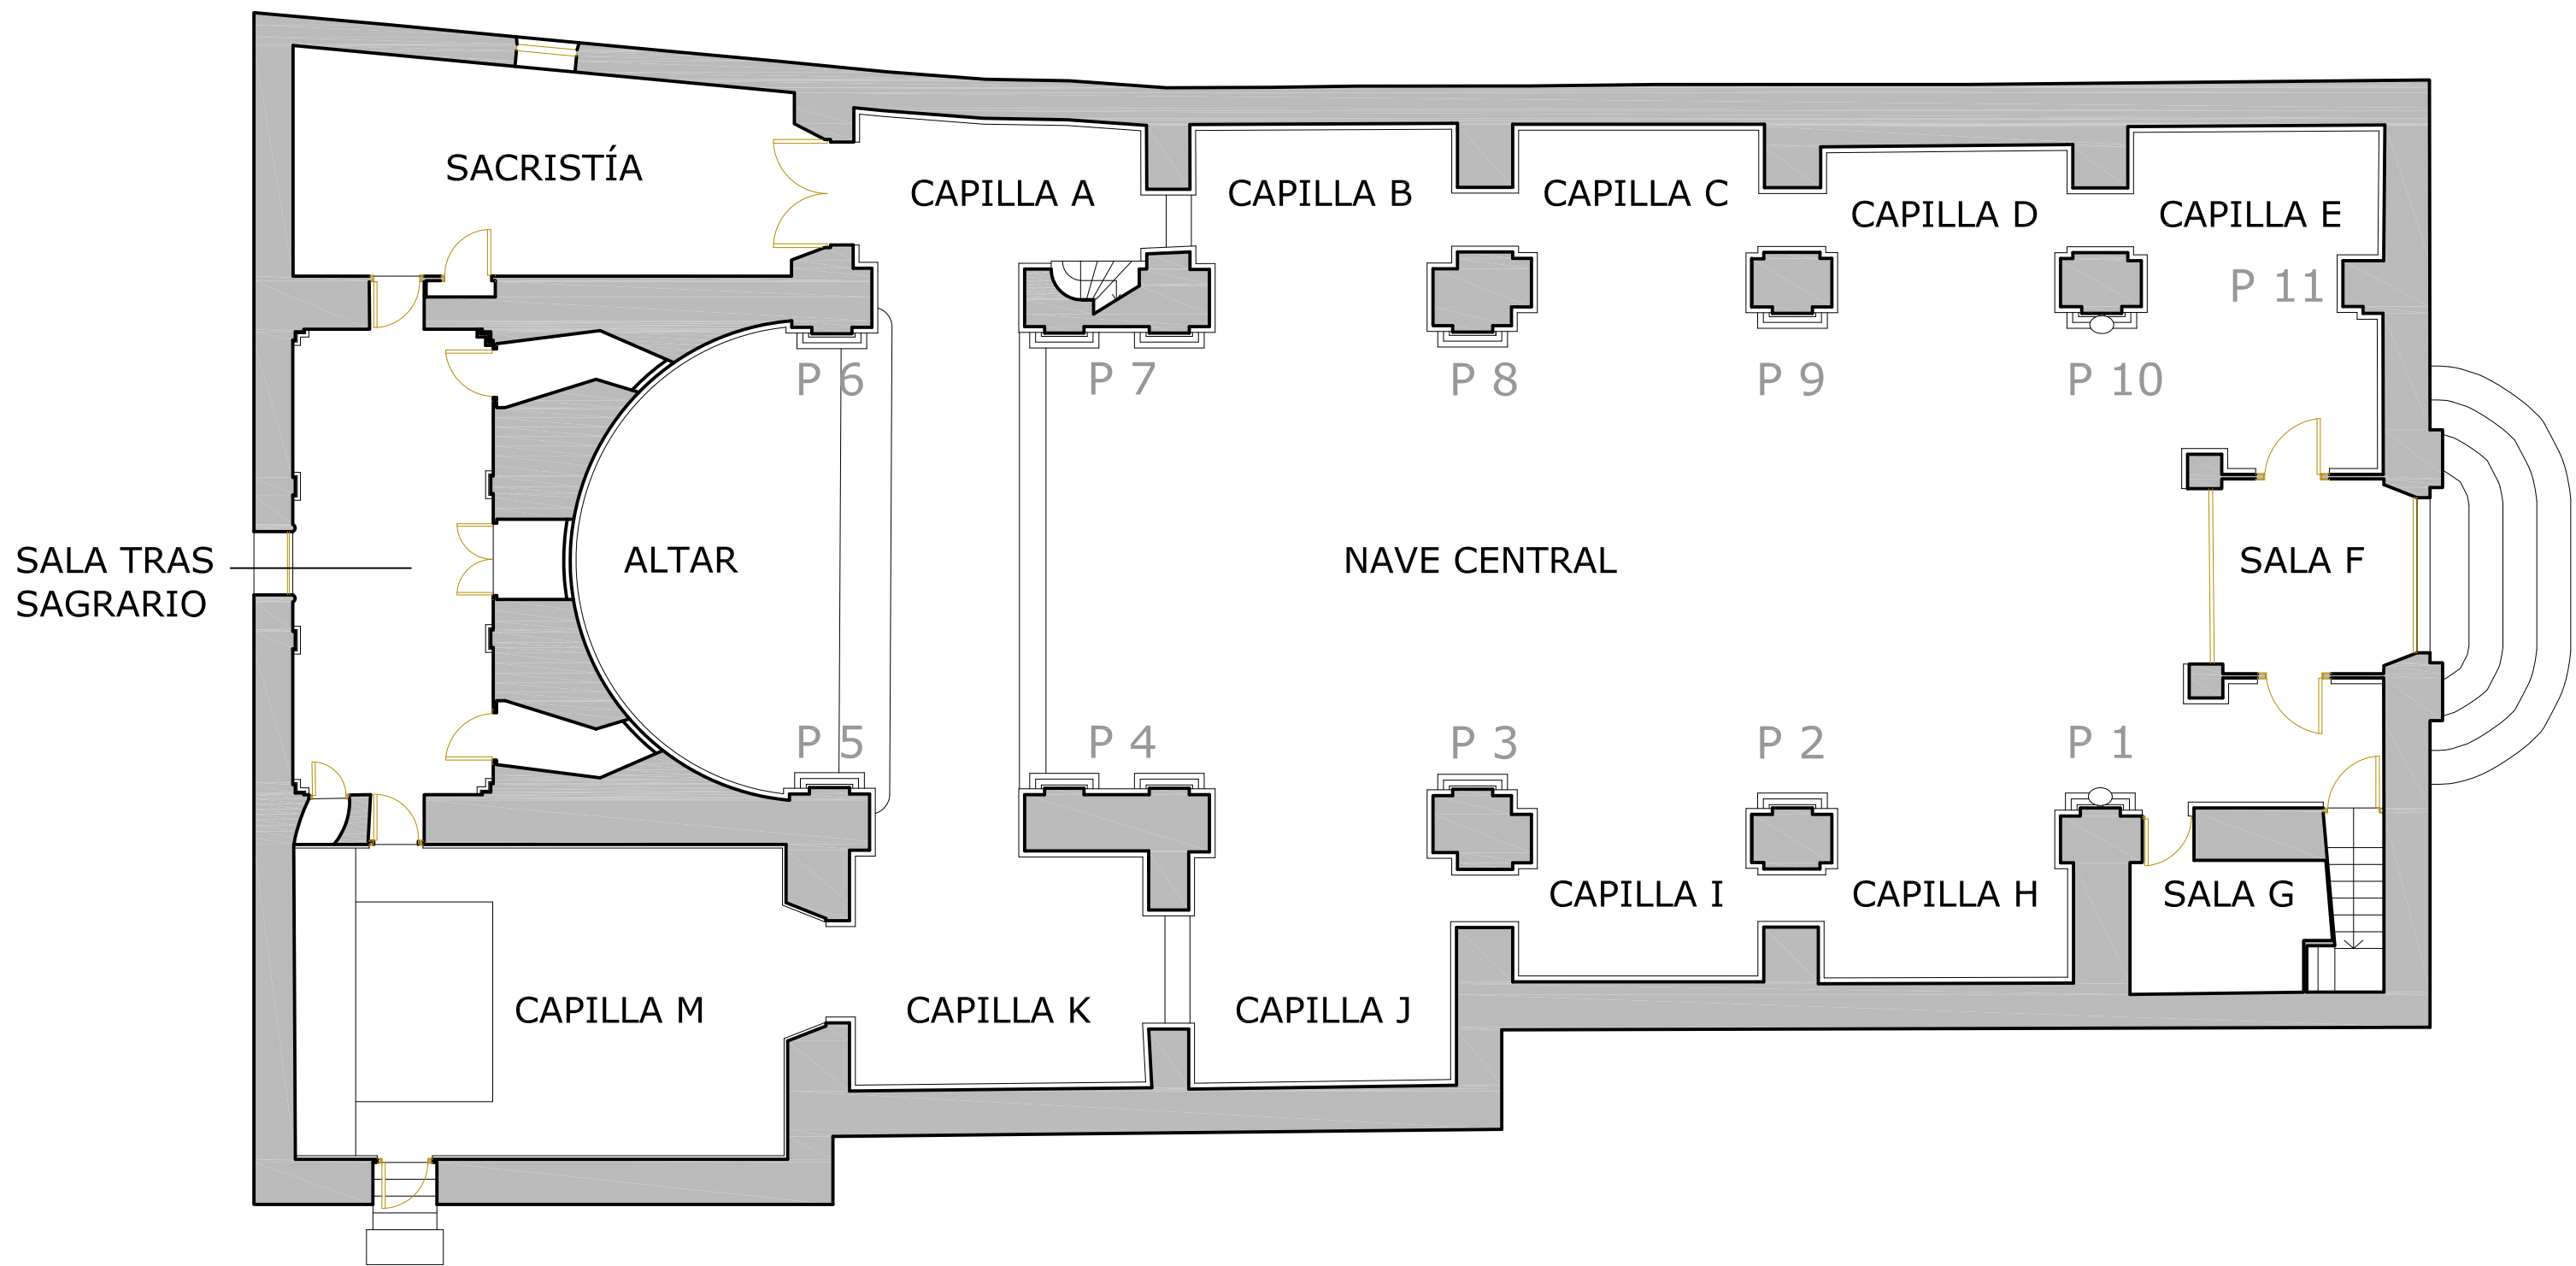 SACRISTÍA
CAPILLA A
CAPILLA B
CAPILLA C
CAPILLA D
CAPILLA E
P 11
P 6
P 7
P 8
P 9
P 10
SALA TRAS
SAGRARIO
ALTAR
NAVE CENTRAL
SALA F
P 5
P 4
P 3
P 2
P 1
CAPILLA I
CAPILLA H
SALA G
CAPILLA M
CAPILLA K
CAPILLA J